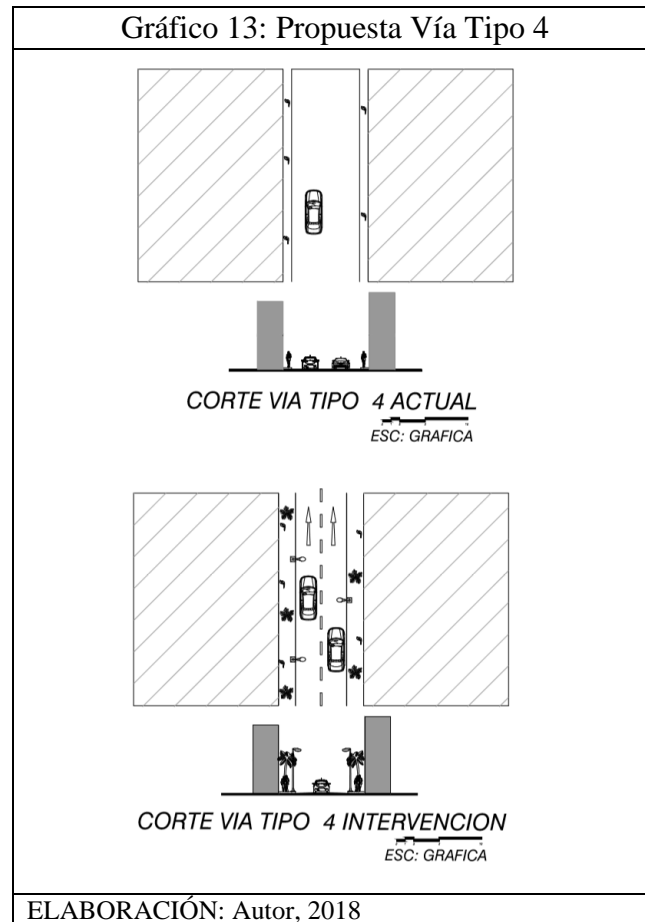 Gráfico 13: Propuesta Vía Tipo 4
CORTE VIA TIPO 4 ACTUAL
ESC: GRAFICA
CORTE VIA TIPO 4 INTERVENCION
ESC: GRAFICA
ELABORACIÓN: Autor, 2018